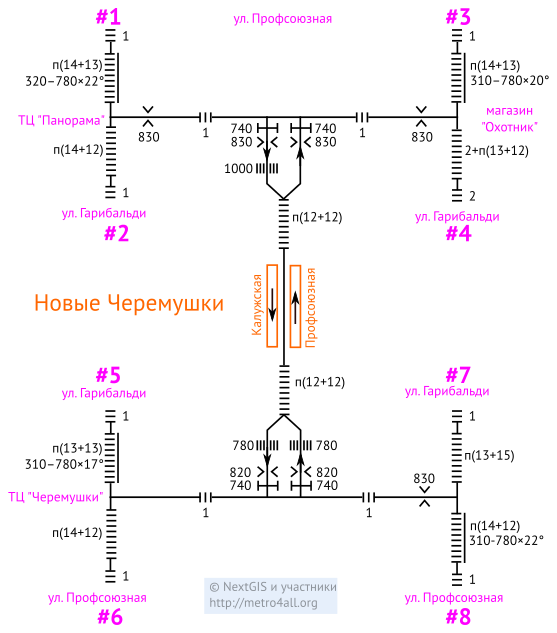 #1
ул. Профсоюзная
#3
1
1
п(14+13)
320–780×22°
п(14+13)
310–780×20°
ТЦ "Панорама"
830
1
740
830
1000
740
830
1
830
магазин
"Охотник"
п(14+12)
2+п(13+12)
1
2
ул. Гарибальди
#2
п(12+12)
ул. Гарибальди
#4
Новые Черемушки
Калужская
Профсоюзная
#5
ул. Гарибальди
п(12+12)
#7
ул. Гарибальди
1
1
п(13+13)
310–780×17°
780
780
п(13+15)
820
740
820
740
830
ТЦ "Черемушки"
1
1
п(14+12)
п(14+12)
310-780×22°
1
1
ул. Профсоюзная
#6
© NextGIS и участники
http://metro4all.org
ул. Профсоюзная
#8